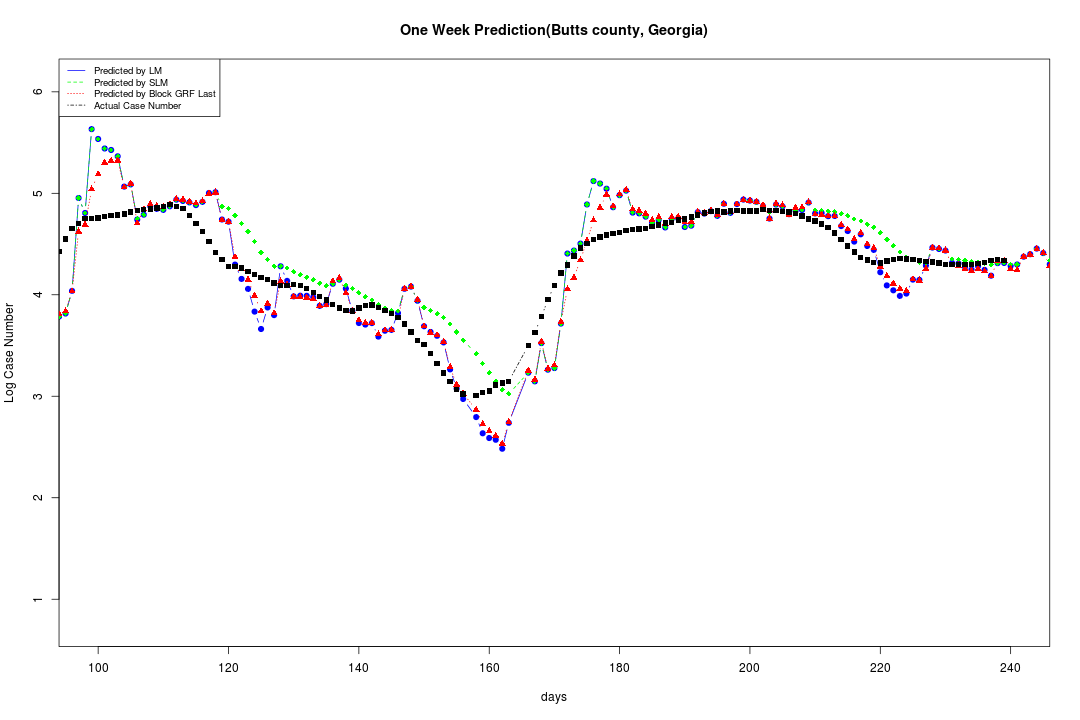 One Week Prediction(Butts county, Georgia)
Predicted by LM
Predicted by SLM
Predicted by Block GRF Last
Actual Case Number
6
5
4
3
2
1
Log Case Number
100 120 140 160 180 200 220 240
days